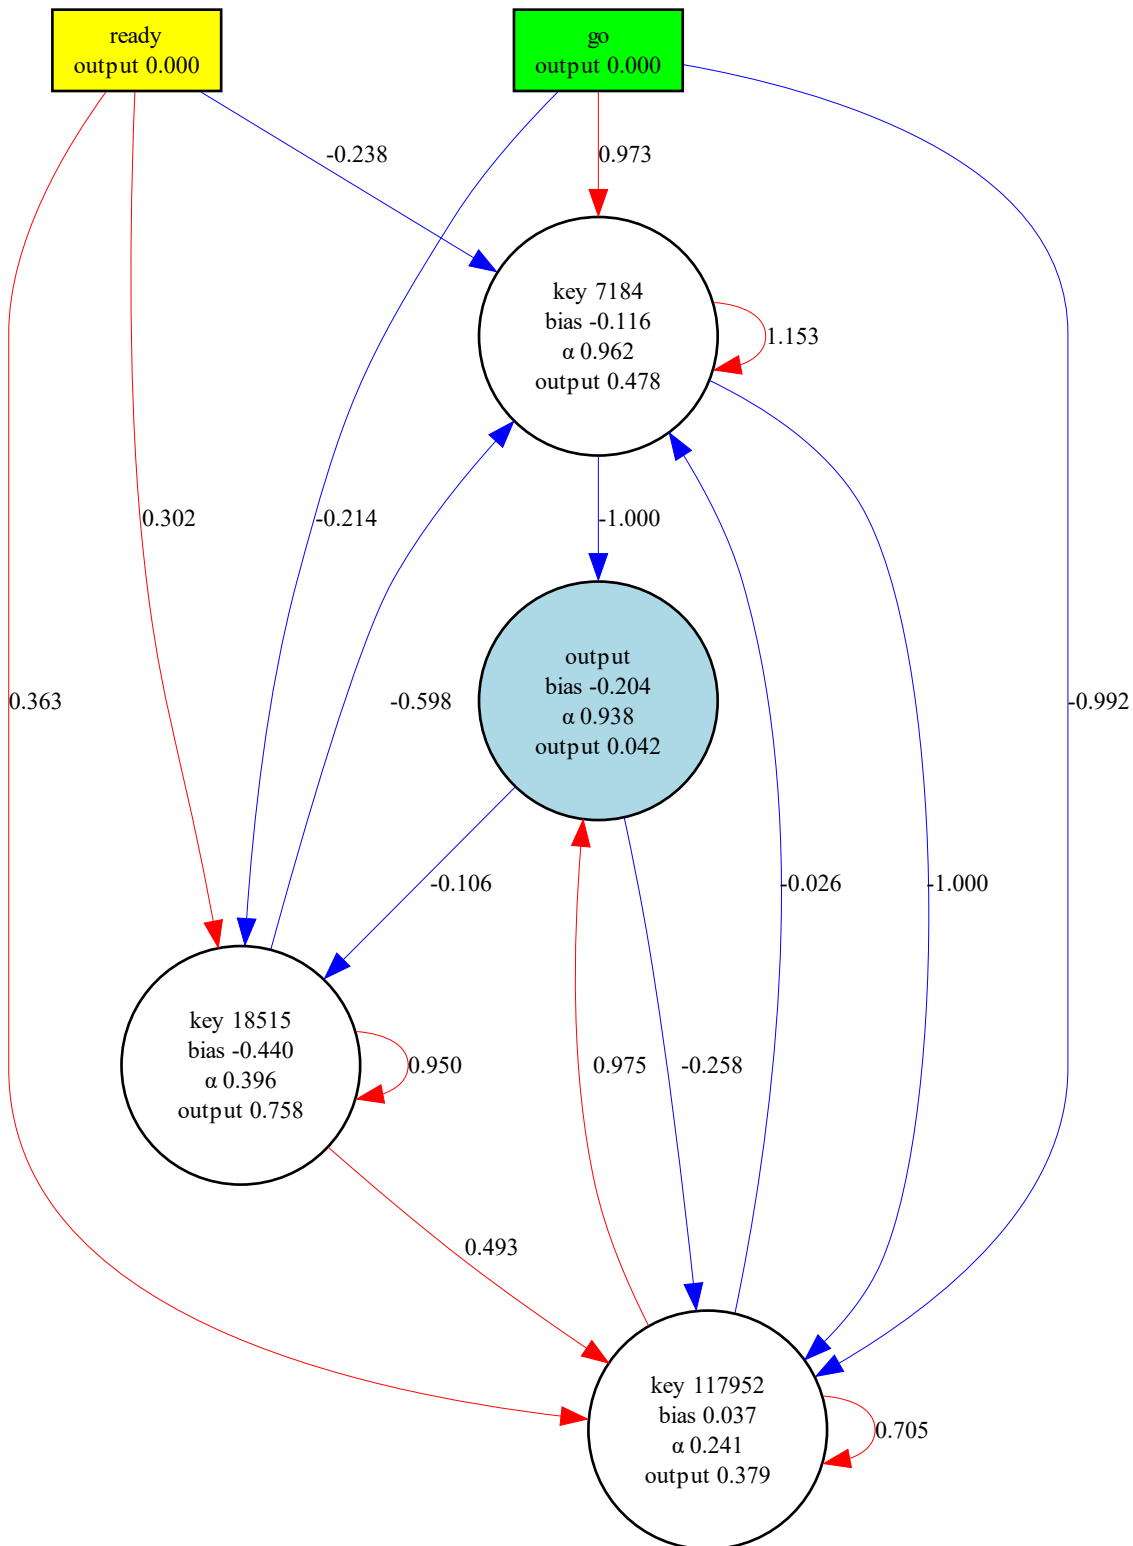 ready
output 0.000
go
output 0.000
-0.238
0.973
key 7184
bias -0.116
α 0.962
output 0.478
1.153
0.302
-0.214
-1.000
0.363
-0.598
output
bias -0.204
α 0.938
output 0.042
-0.992
-0.106
-0.026
-1.000
key 18515
bias -0.440
α 0.396
output 0.758
0.950
0.975
-0.258
0.493
key 117952
bias 0.037
α 0.241
output 0.379
0.705